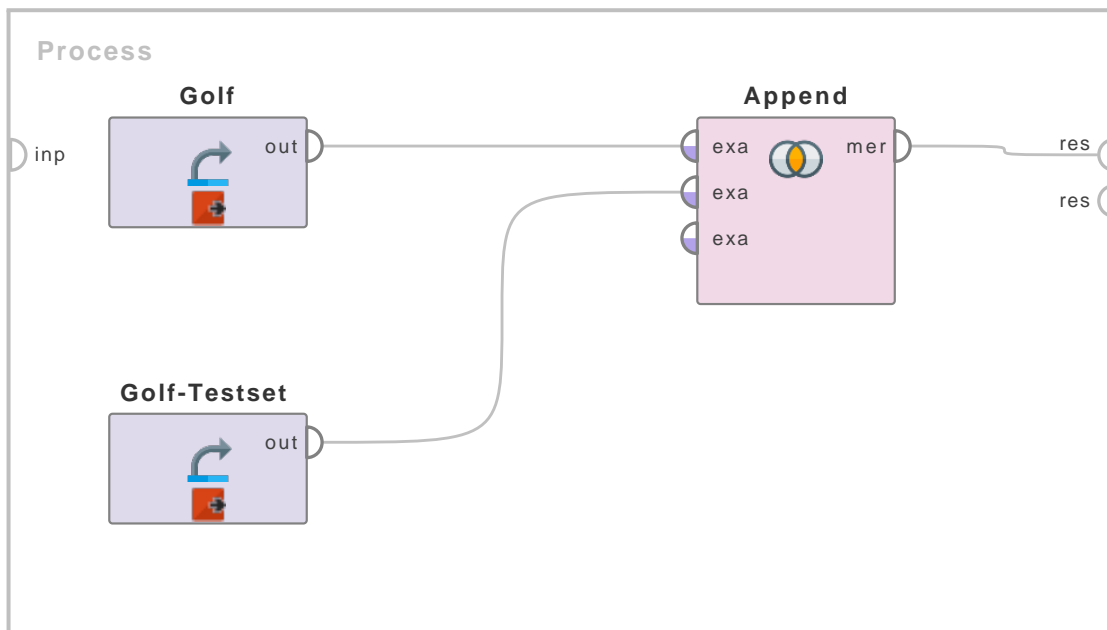 Process
Golf
Append
out
exa
mer
res
inp
exa
res
exa
Golf-Testset
out